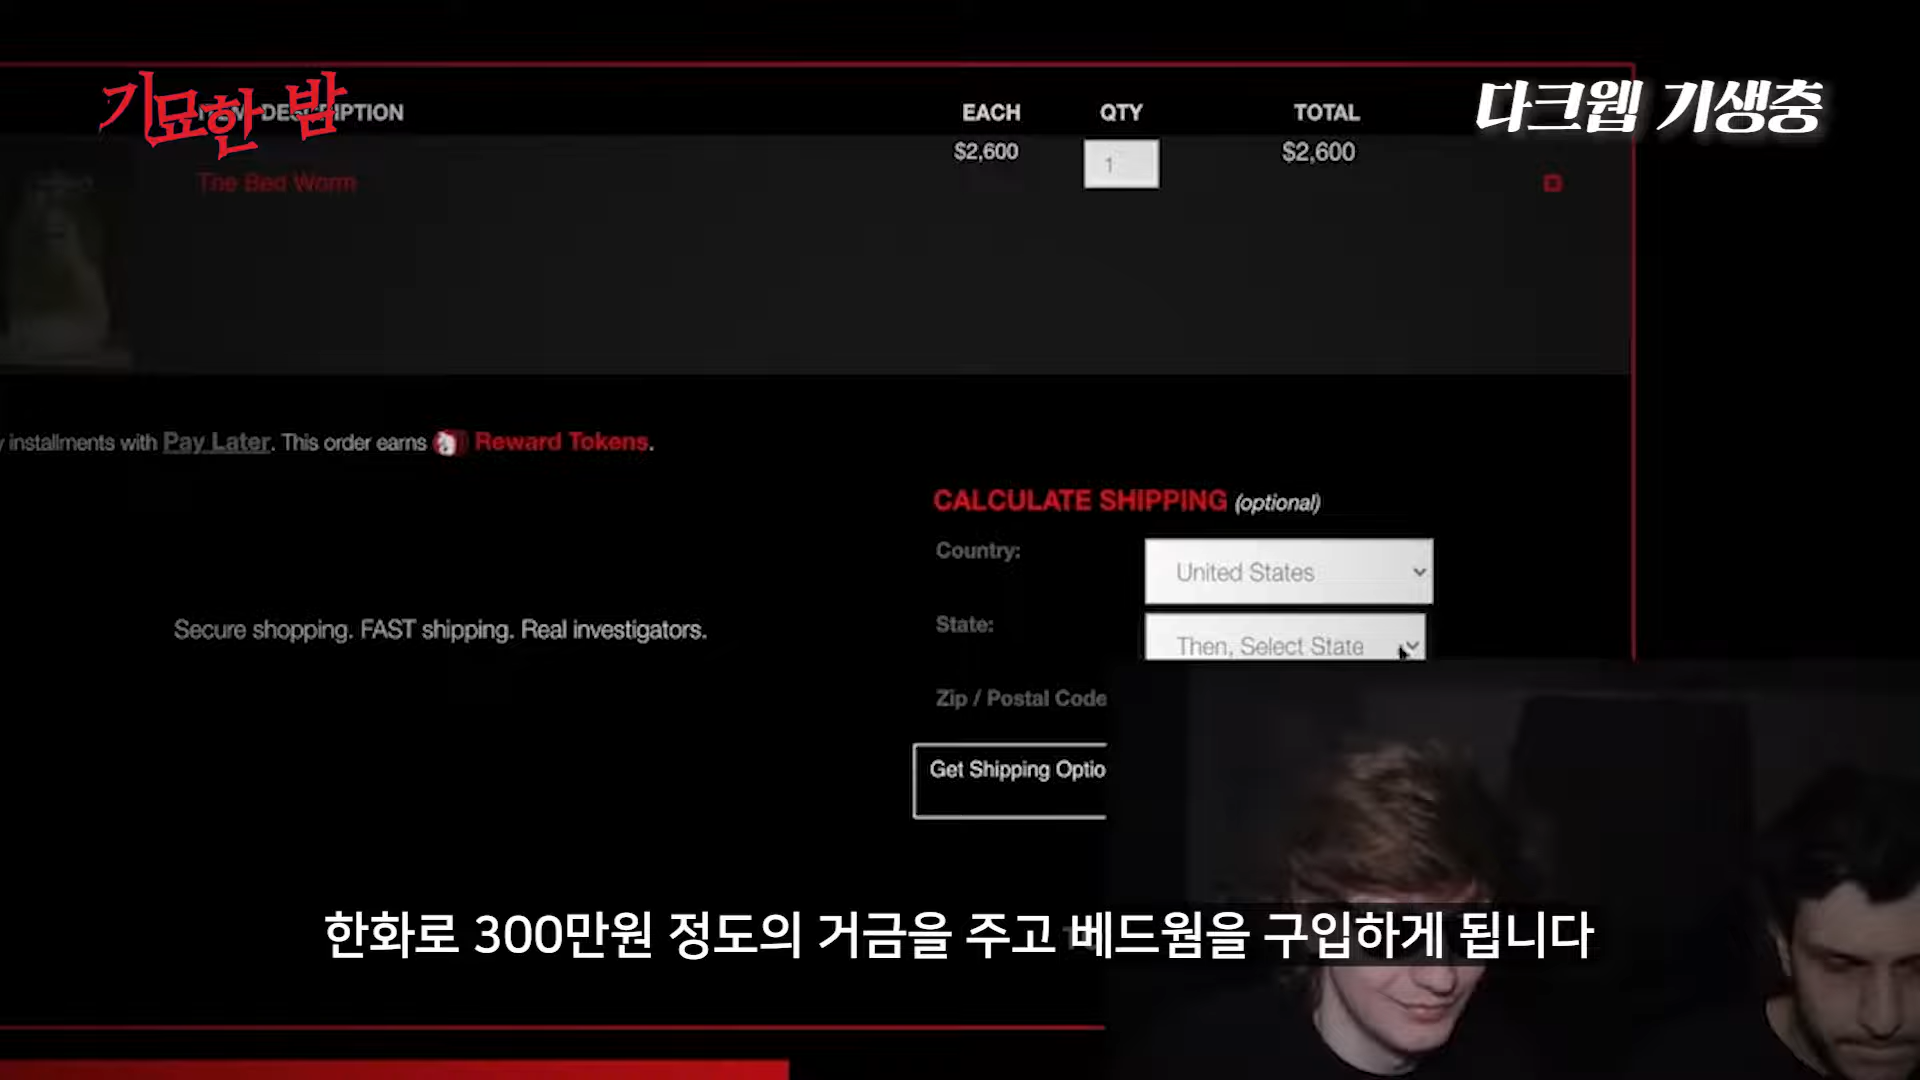 기묘한 밤
다크웹 기생충
DESCRIPTION EACH QTY TOTAL
The Bed Worm $2,600 1 $2,600
installments with Pay Later. This order earns Reward Tokens.
CALCULATE SHIPPING (optional)
Country: United States
Secure shopping. FAST shipping. Real investigators.
State: Then, Select State
Zip / Postal Code
Get Shipping Optio
한화로 300만원 정도의 거금을 주고 베드웜을 구입하게 됩니다